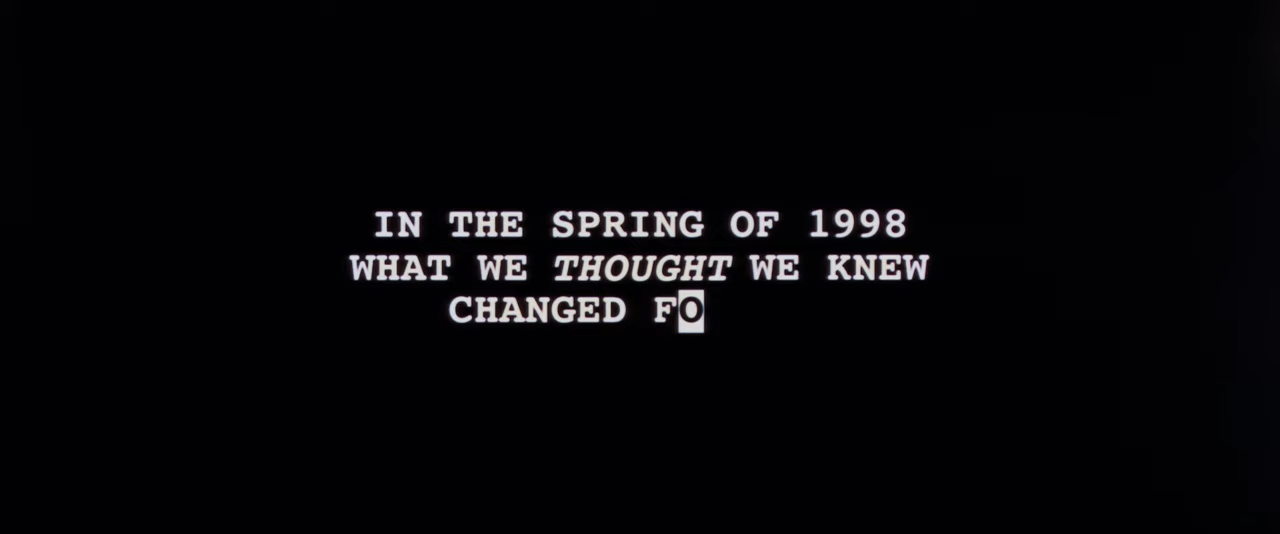 IN THE SPRING OF 1998
WHAT WE THOUGHT WE KNEW
CHANGED FO